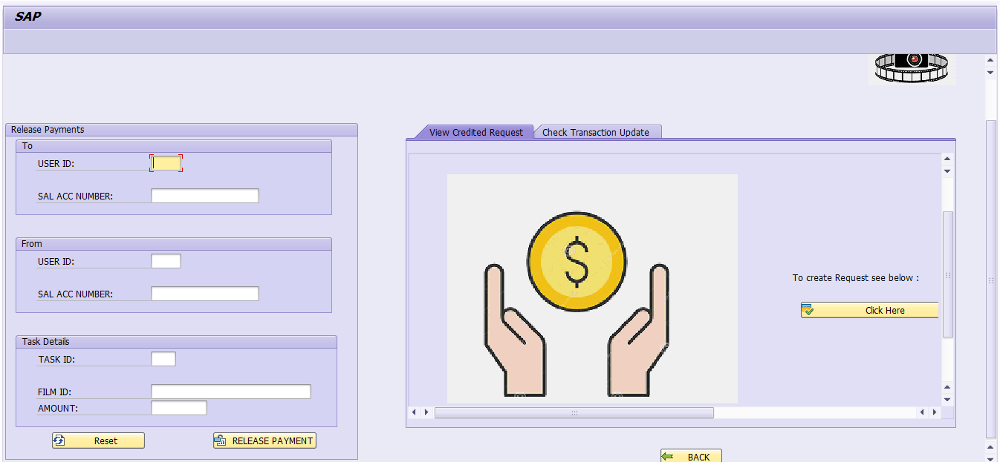 SAP
Release Payments
To
USER ID:
SAL ACC NUMBER:
From
USER ID:
SAL ACC NUMBER:
Task Details
TASK ID:
FILM ID:
AMOUNT:
Reset
RELEASE PAYMENT
View Credited Request
Check Transaction Update
$
To create Request see below :
Click Here
BACK